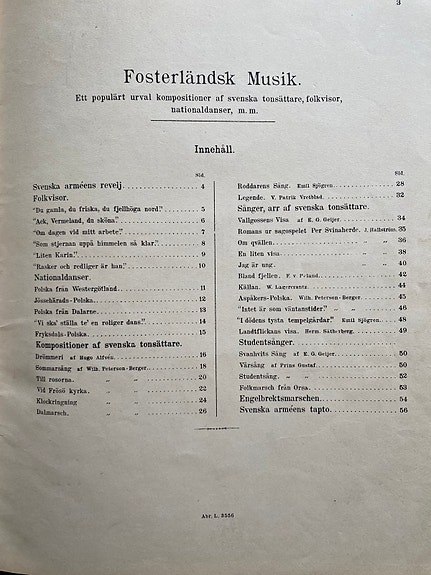 3
Fosterländsk Musik.
Ett populärt urval kompositioner af svenska tonsättare, folkvisor,
nationaldanser, m. m.
Innehåll.
Sid.
Svenska arméens revelj. 4
Folkvisor.
"Du gamla, du friska, du fjellhöga nord." 5
"Ack, Vermeland, du sköna." 6
"Om dagen vid mitt arbete." 7
"Som stjernan uppå himmelen så klar." 8
"Liten Karin." 9
"Rasker och redliger är han." 10
Nationaldanser.
Polska från Westergötland. 11
Jösschärads-Polska. 12
Polska från Dalarne. 13
"Vi ska' ställa te' en roliger dans." 14
Fryksdals-Polska. 15
Kompositioner af svenska tonsättare.
Drömmeri af Hugo Alfvén. 16
Sommarsång af Wilh. Peterson-Berger. 18
Till rosorna. „ „ 20
Vid Frösö kyrka. „ „ 22
Klockringning „ „ 24
Dalmarsch. „ „ 26
Sid.
Roddarens Sång. Emil Sjögren. 28
Legende. V. Patrik Vretblad. 32
Sånger, arr af svenska tonsättare.
Vallgossens Visa af E. G. Geijer. 34
Romans ur sagospelet Per Svinaherde. J. Hallström. 35
Om qvällen. „ „ 36
En liten visa. „ „ 38
Jag är ung. „ „ 40
Bland fjellen. F. v. 42
Källan. W. 44
Aspåkers-Polska. Wilh. Peterson-Berger. 45
"Intet är som väntanstider." „ „ 46
"I dödens tysta tempelgårdar." Emil Sjögren. 48
Landtflickans visa. Herm. Sätherberg. 49
Studentsånger.
Svanhvits Sång af E. G. Geijer. 50
Vårsång af Prins Gustaf. 50
Studentsång. „ „ 52
Folkmarsch från Orsa. 53
Engelbrektsmarschen. 54
Svenska arméens tapto. 56
Abr. L. 3556